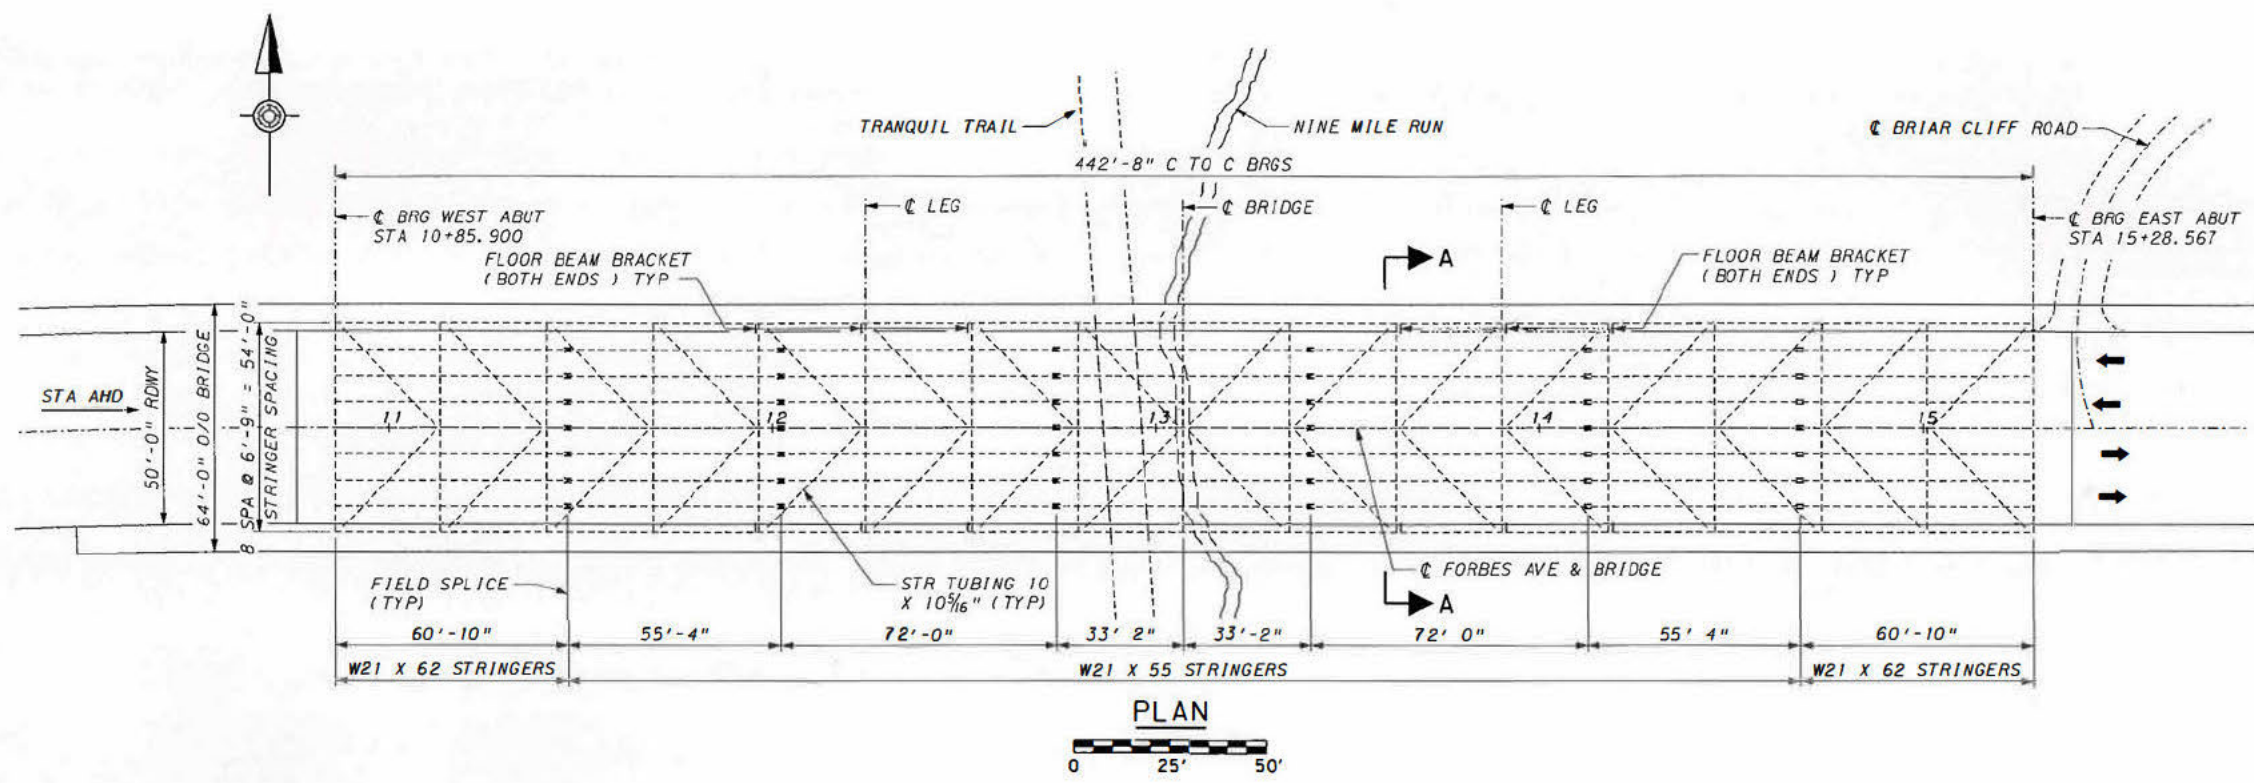 TRANQUIL TRAIL
NINE MILE RUN
℄ BRIAR CLIFF ROAD
442'-8" C TO C BRGS
℄ BRG WEST ABUT
STA 10+85.900
℄ LEG
℄ BRIDGE
℄ LEG
℄ BRG EAST ABUT
STA 15+28.567
FLOOR BEAM BRACKET
(BOTH ENDS ) TYP
A
FLOOR BEAM BRACKET
(BOTH ENDS ) TYP
STA AHD
50'-0" RDWY
64'-0" O/O BRIDGE
8 SPA @ 6'-9" = 54'-0"
STRINGER SPACING
11
12
13
14
15
FIELD SPLICE
(TYP)
STR TUBING 10
X 10 5/16" (TYP)
℄ FORBES AVE & BRIDGE
A
60'-10"
55'-4"
72'-0"
33' 2"
33'-2"
72' 0"
55' 4"
60'-10"
W21 X 62 STRINGERS
W21 X 55 STRINGERS
W21 X 62 STRINGERS
PLAN
0 25' 50'